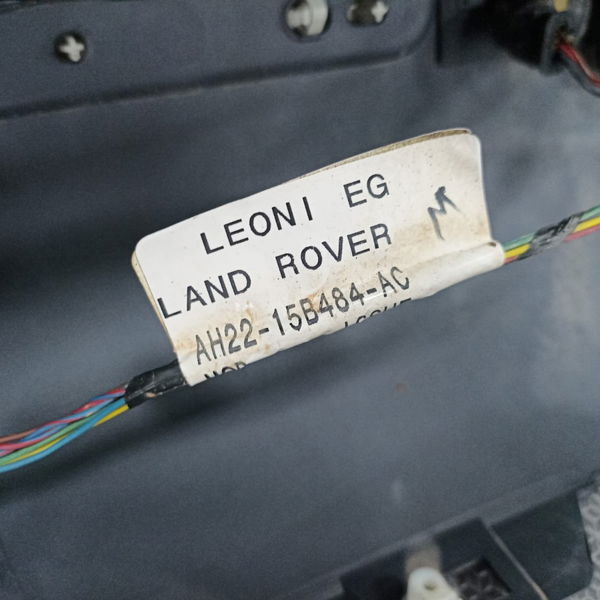 LEONI EG
LAND ROVER
M
AH22-15B484-AC